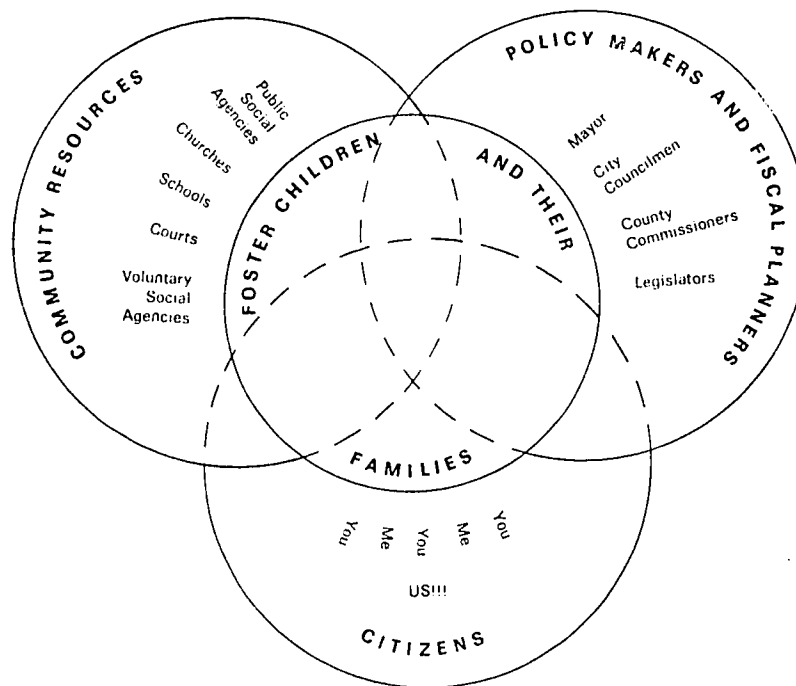 COMMUNITY RESOURCES
Public
Social
Agencies
Churches
Schools
Courts
Voluntary
Social
Agencies
POLICY MAKERS AND FISCAL PLANNERS
Mayor
City
Councilmen
County
Commissioners
Legislators
FOSTER CHILDREN
AND THEIR
FAMILIES
You
Me
You
Me
You
US!!!
CITIZENS